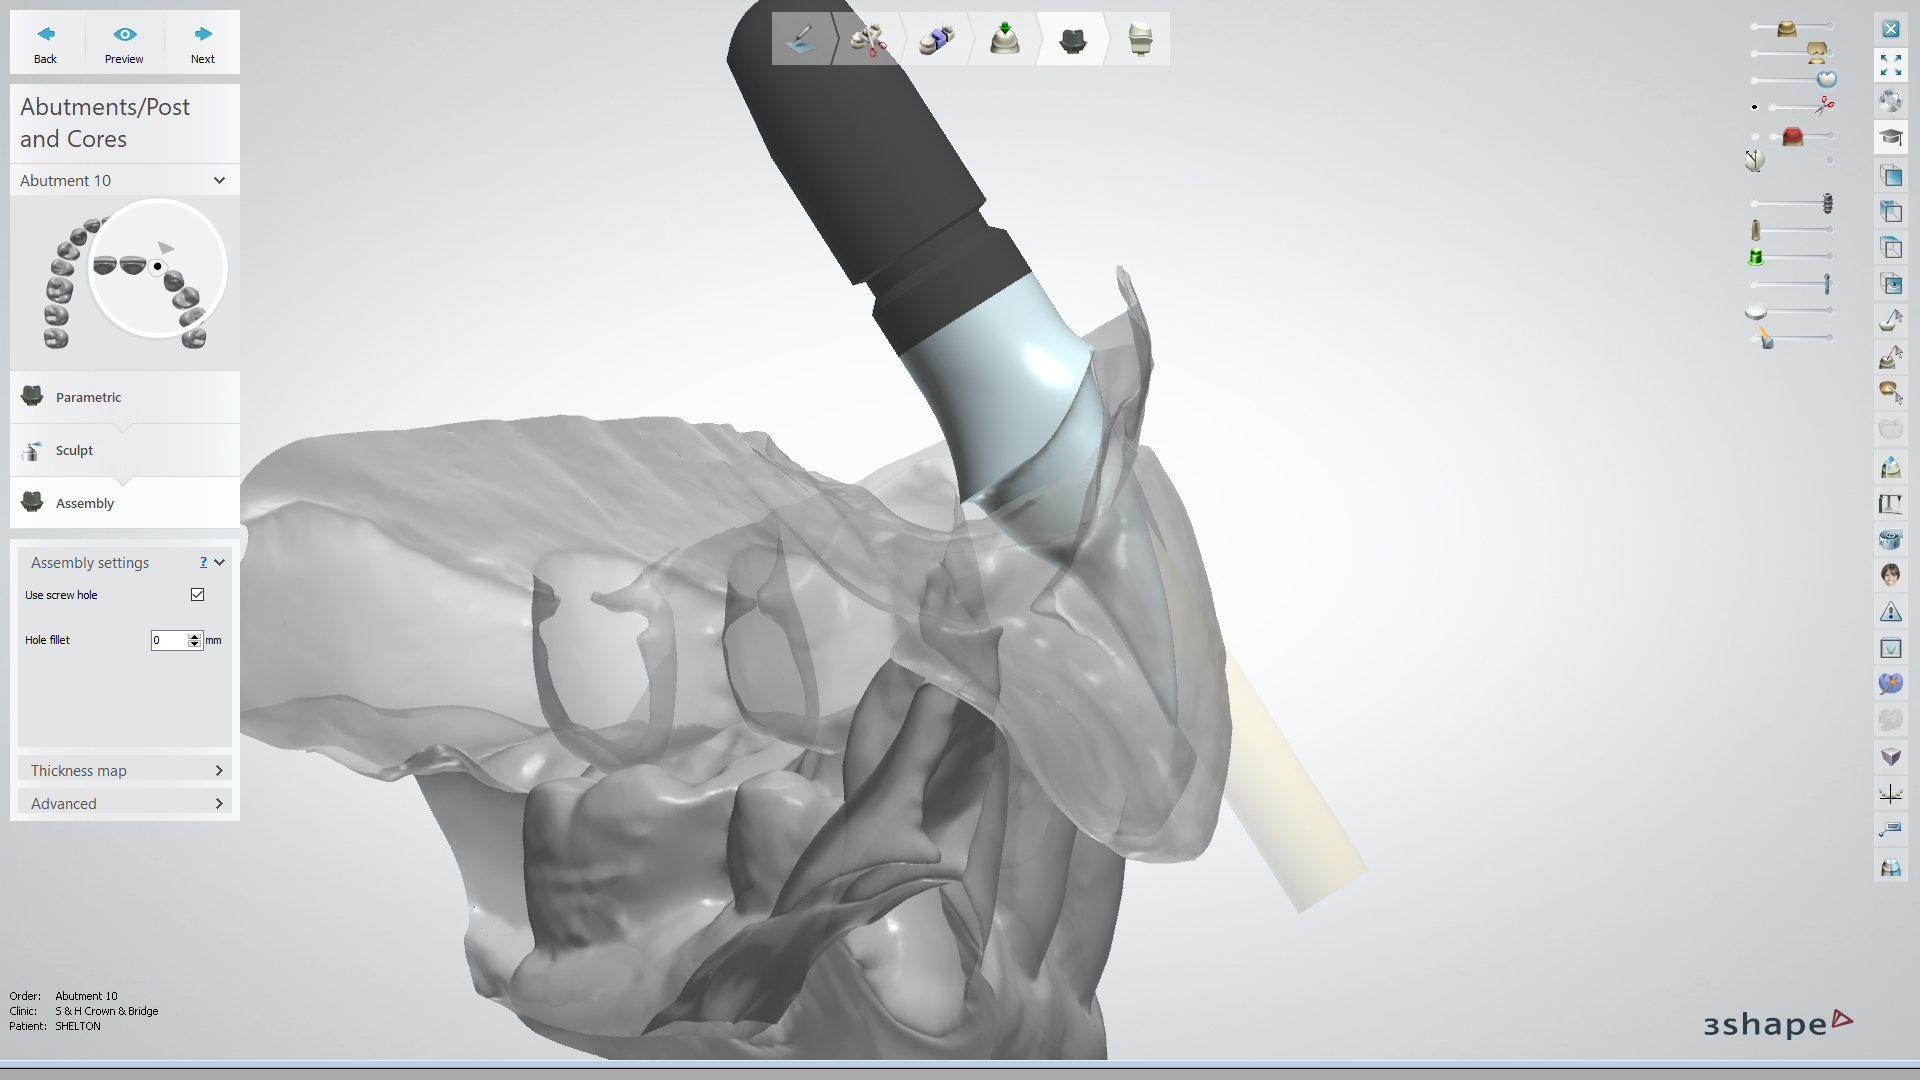 Back
Preview
Next
Abutments/Post
and Cores
Abutment 10
Parametric
Sculpt
Assembly
Assembly settings ?
Use screw hole
Hole fillet 0 mm
Thickness map
Advanced
Order: Abutment 10
Clinic: S & H Crown & Bridge
Patient: SHELTON
3shape